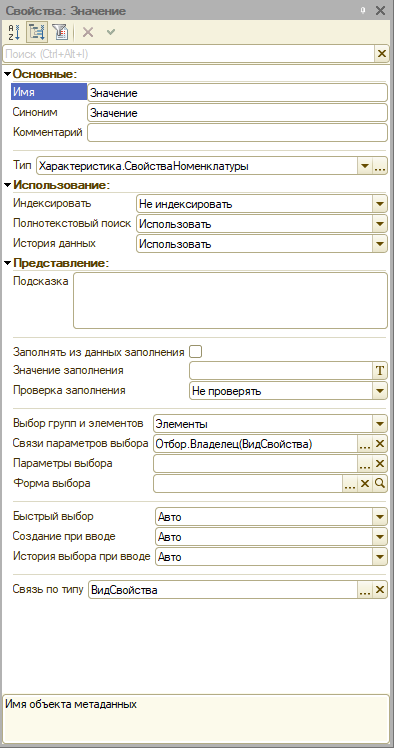 Свойства: Значение
Поиск (Ctrl+Alt+I)
Основные:
Имя Значение
Синоним Значение
Комментарий
Тип Характеристика.СвойстваНоменклатуры
Использование:
Индексировать Не индексировать
Полнотекстовый поиск Использовать
История данных Использовать
Представление:
Подсказка
Заполнять из данных заполнения
Значение заполнения T
Проверка заполнения Не проверять
Выбор групп и элементов Элементы
Связи параметров выбора Отбор.Владелец(ВидСвойства) ...
Параметры выбора ...
Форма выбора ...
Быстрый выбор Авто
Создание при вводе Авто
История выбора при вводе Авто
Связь по типу ВидСвойства ...
Имя объекта метаданных